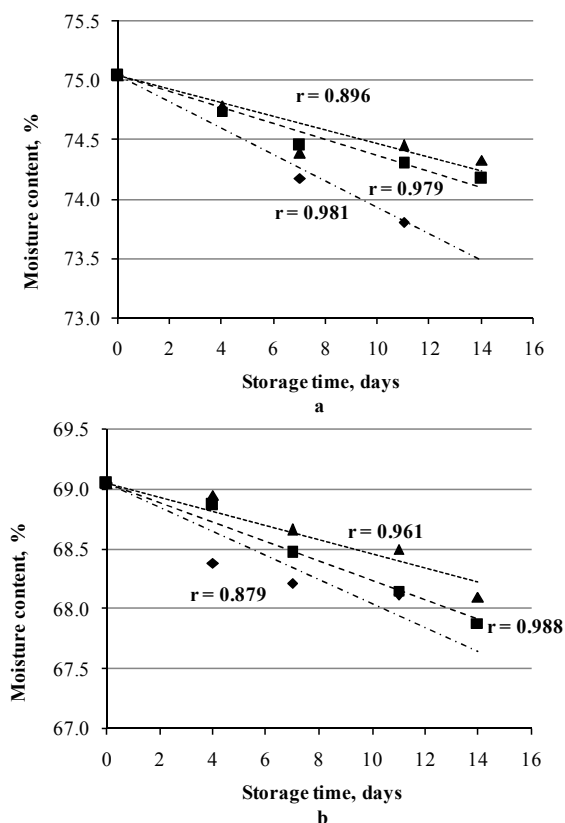 75.5
75.0
74.5
74.0
73.5
73.0
Moisture content, %
r = 0.896
r = 0.979
r = 0.981
0 2 4 6 8 10 12 14 16
Storage time, days
a
69.5
69.0
68.5
68.0
67.5
67.0
Moisture content, %
r = 0.961
r = 0.879
r = 0.988
0 2 4 6 8 10 12 14 16
Storage time, days
b